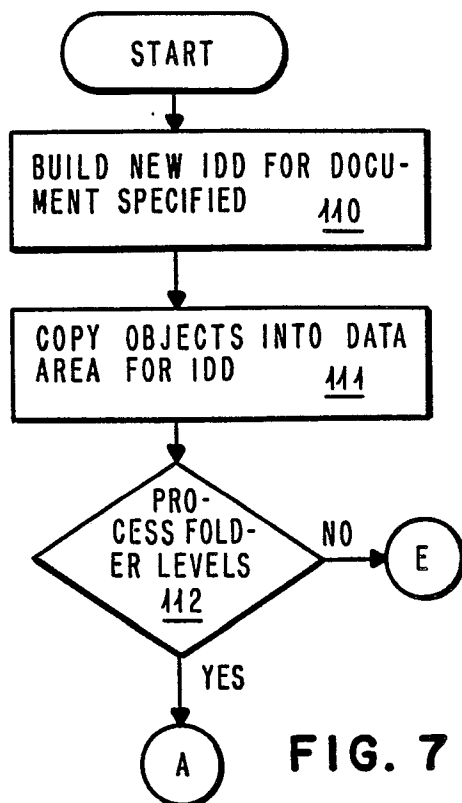 START
BUILD NEW IDD FOR DOCU-
MENT SPECIFIED 110
COPY OBJECTS INTO DATA
AREA FOR IDD 111
PRO-
CESS FOLD-
ER LEVELS
112
NO
E
YES
A
FIG. 7